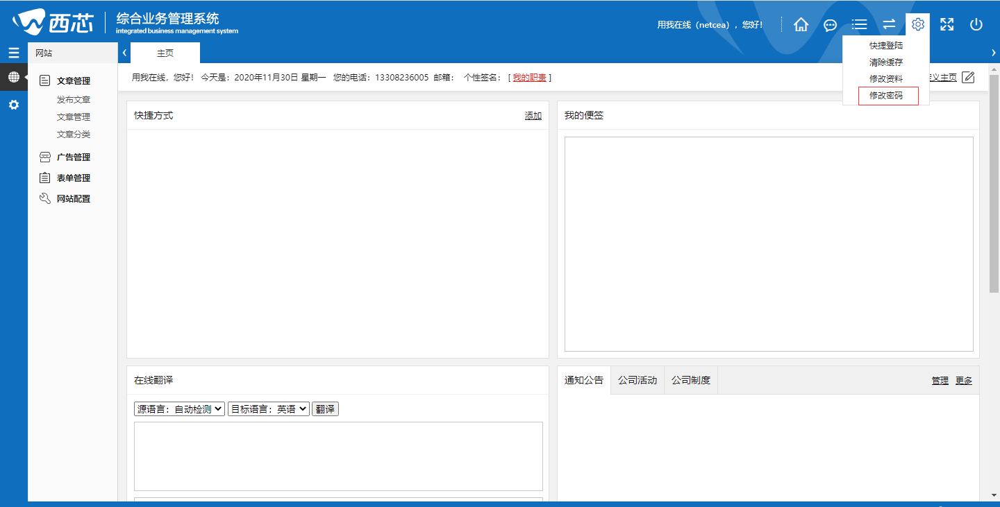 西芯
综合业务管理系统
integrated business management system
用我在线（netcea），您好！
快捷登陆
清除缓存
修改资料
修改密码
网站
主页
用我在线，您好！ 今天是：2020年11月30日 星期一 您的电话：13308236005 邮箱： 个性签名： [ 我的职责 ]
义主页
文章管理
发布文章
文章管理
文章分类
广告管理
表单管理
网站配置
快捷方式 添加
我的便签
在线翻译
源语言：自动检测 目标语言：英语 翻译
通知公告 公司活动 公司制度 管理 更多